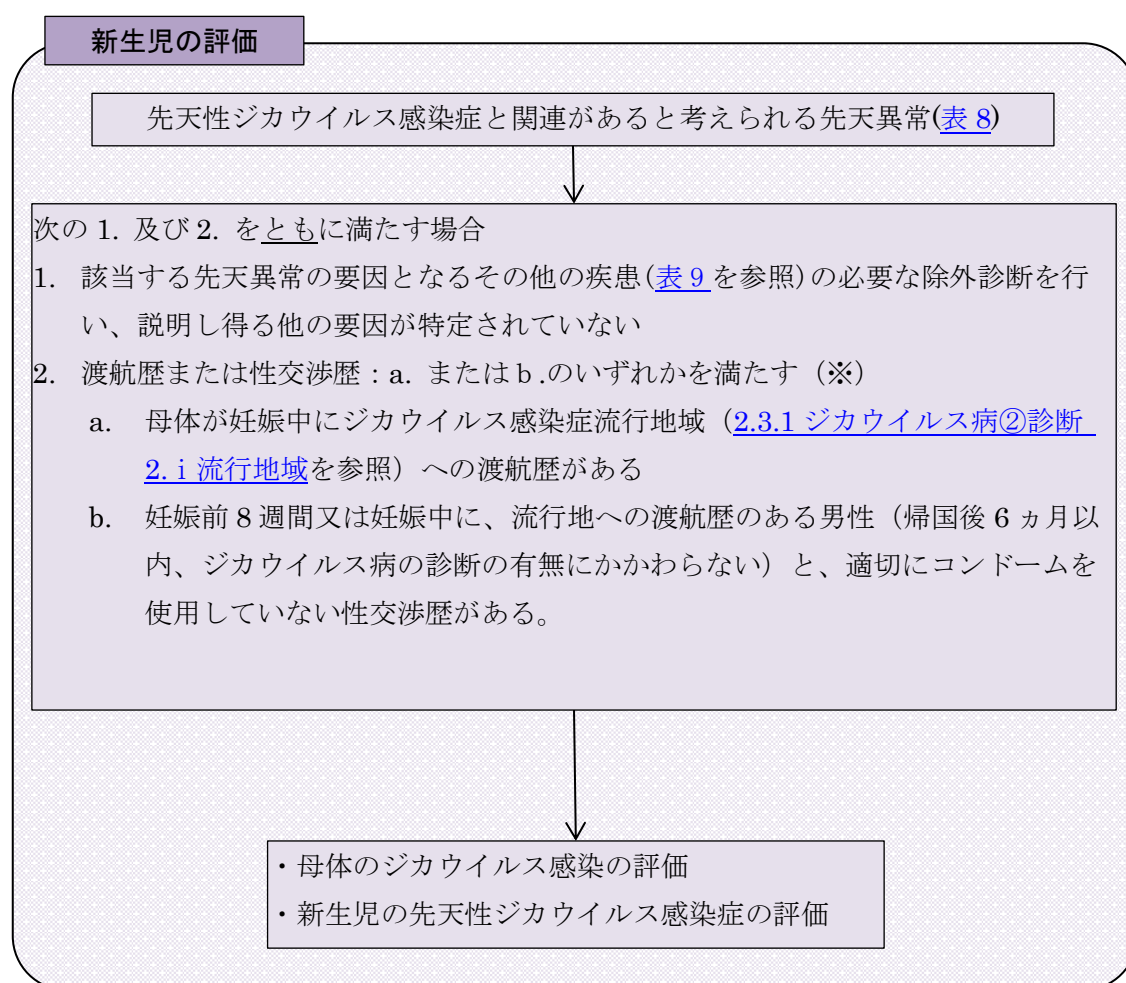 新生児の評価
先天性ジカウイルス感染症と関連があると考えられる先天異常(表 8)
次の 1. 及び 2. をともに満たす場合
1. 該当する先天異常の要因となるその他の疾患(表 9 を参照)の必要な除外診断を行
い、説明し得る他の要因が特定されていない
2. 渡航歴または性交渉歴：a. またはｂ.のいずれかを満たす（※）
a. 母体が妊娠中にジカウイルス感染症流行地域（2.3.1 ジカウイルス病②診断
2.ⅰ流行地域を参照）への渡航歴がある
b. 妊娠前 8 週間又は妊娠中に、流行地への渡航歴のある男性（帰国後 6 ヵ月以
内、ジカウイルス病の診断の有無にかかわらない）と、適切にコンドームを
使用していない性交渉歴がある。
・母体のジカウイルス感染の評価
・新生児の先天性ジカウイルス感染症の評価